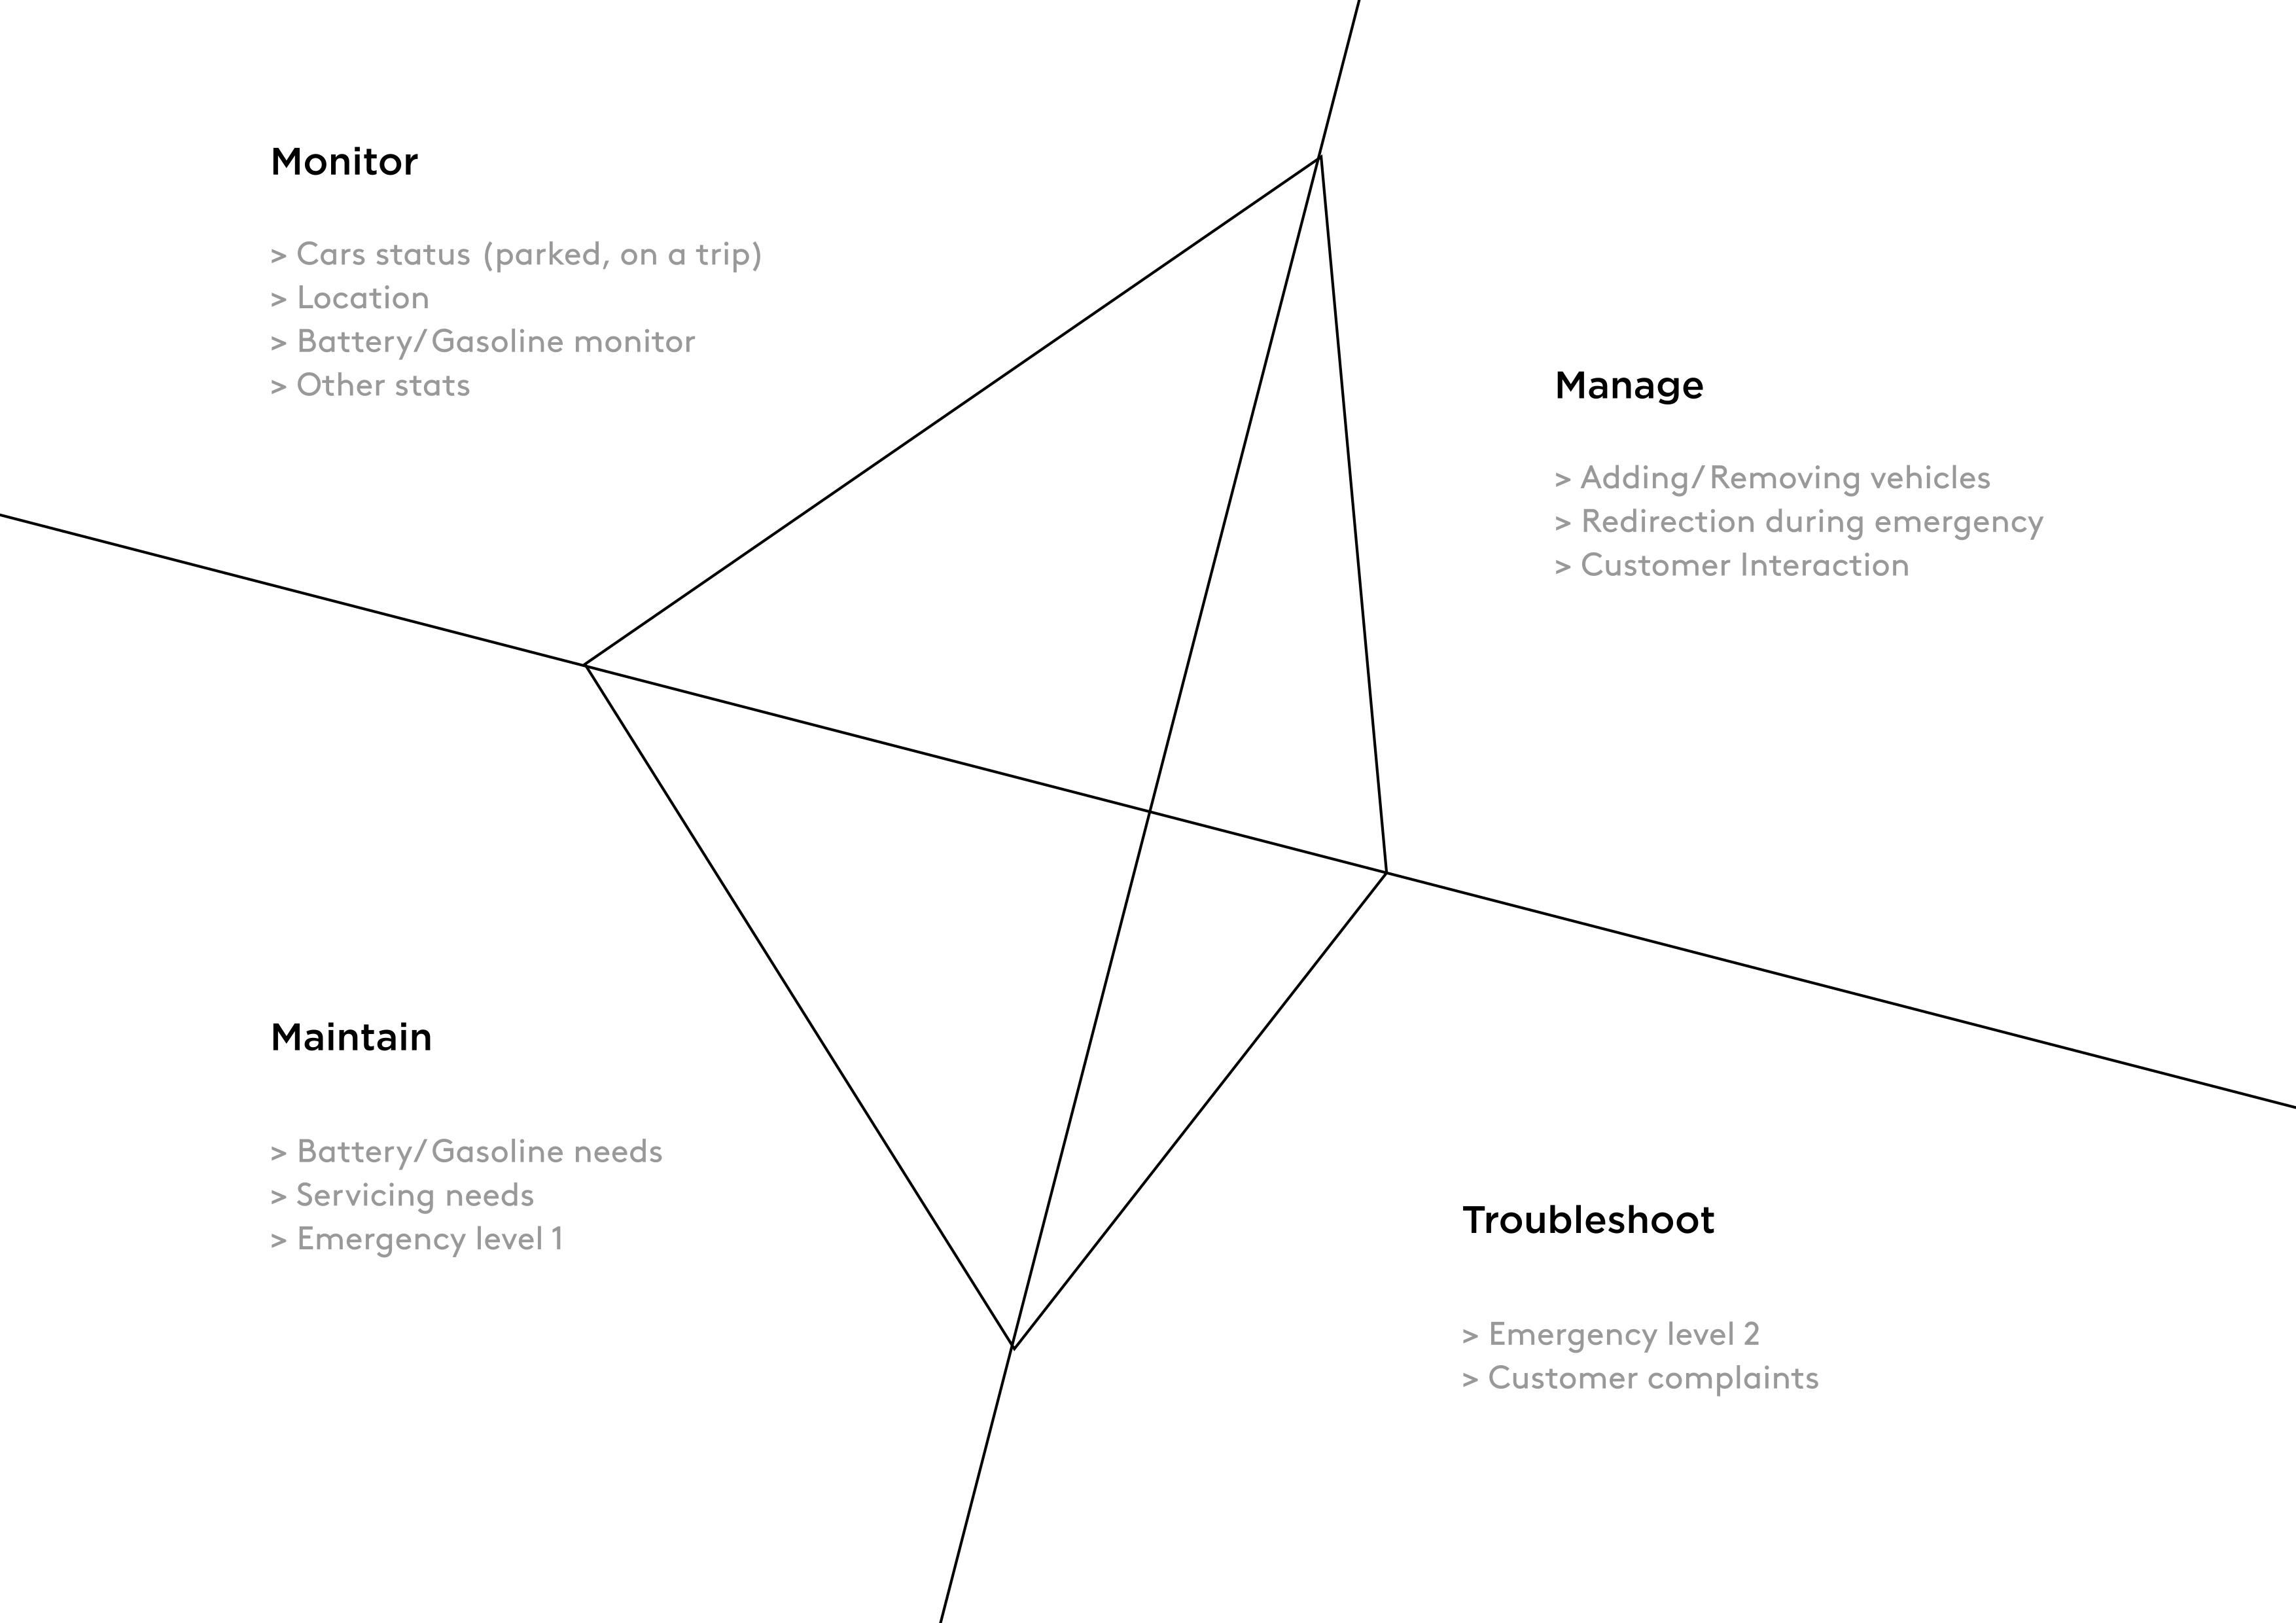 Monitor
> Cars status (parked, on a trip)
> Location
> Battery/Gasoline monitor
> Other stats
Manage
> Adding/Removing vehicles
> Redirection during emergency
> Customer Interaction
Maintain
> Battery/Gasoline needs
> Servicing needs
> Emergency level 1
Troubleshoot
> Emergency level 2
> Customer complaints